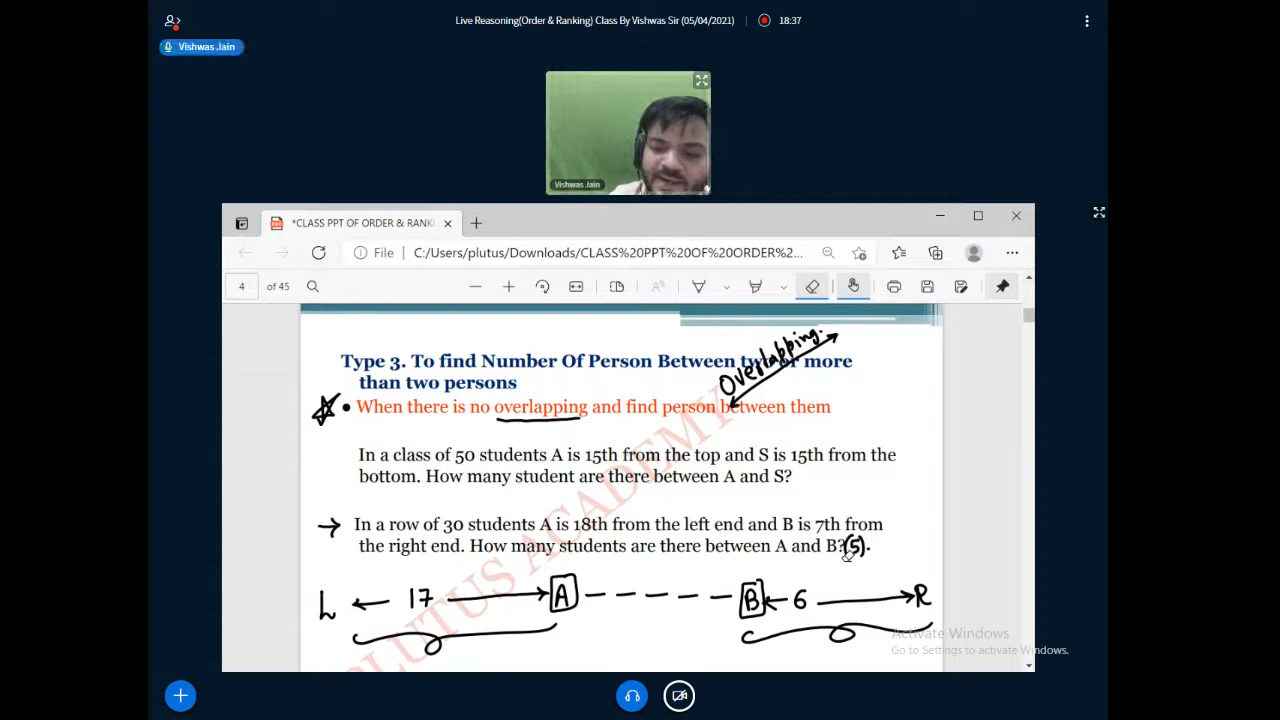 Live Reasoning(Order & Ranking) Class By Vishwas Sir (05/04/2021)
18:37
Vishwas Jain
Vishwas Jain
*CLASS PPT OF ORDER & RANKI
File
C:/Users/plutus/Downloads/CLASS%20PPT%20OF%20ORDER%2...
4 of 45
Type 3. To find Number Of Person Between two or more
than two persons
Overlapping.
• When there is no overlapping and find person between them
In a class of 50 students A is 15th from the top and S is 15th from the
bottom. How many student are there between A and S?
→ In a row of 30 students A is 18th from the left end and B is 7th from
the right end. How many students are there between A and B? (5).
L ← 17 → A – – – – – B ← 6 → R
PLUTUS ACADEMY
Activate Windows
Go to Settings to activate Windows.